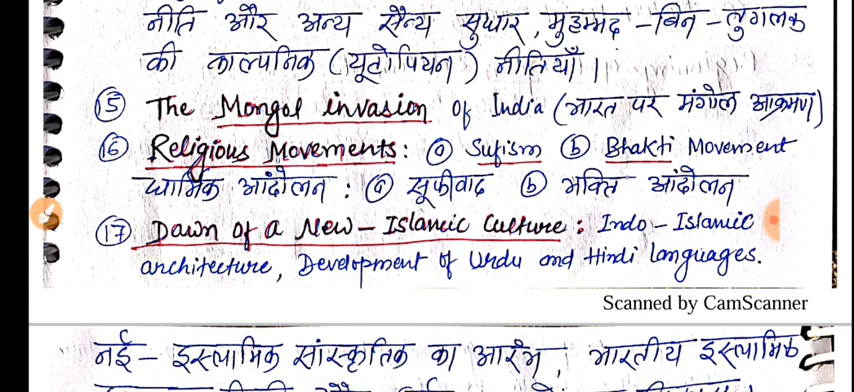 नीति और अन्य सैन्य सुधार, मुहम्मद-बिन-तुगलक
की काल्पनिक (यूटोपियन) नीतियाँ।
⑮ The Mongol invasion of India (भारत पर मंगोल आक्रमण)
⑯ Religious Movements: ⓐ Sufism ⓑ Bhakti Movement
धार्मिक आंदोलन : ⓐ सूफीवाद ⓑ भक्ति आंदोलन
⑰ Dawn of a New-Islamic Culture: Indo-Islamic
architecture, Development of Urdu and Hindi languages.
Scanned by CamScanner
नई- इस्लामिक सांस्कृतिक का आरंभ, भारतीय इस्लामिक